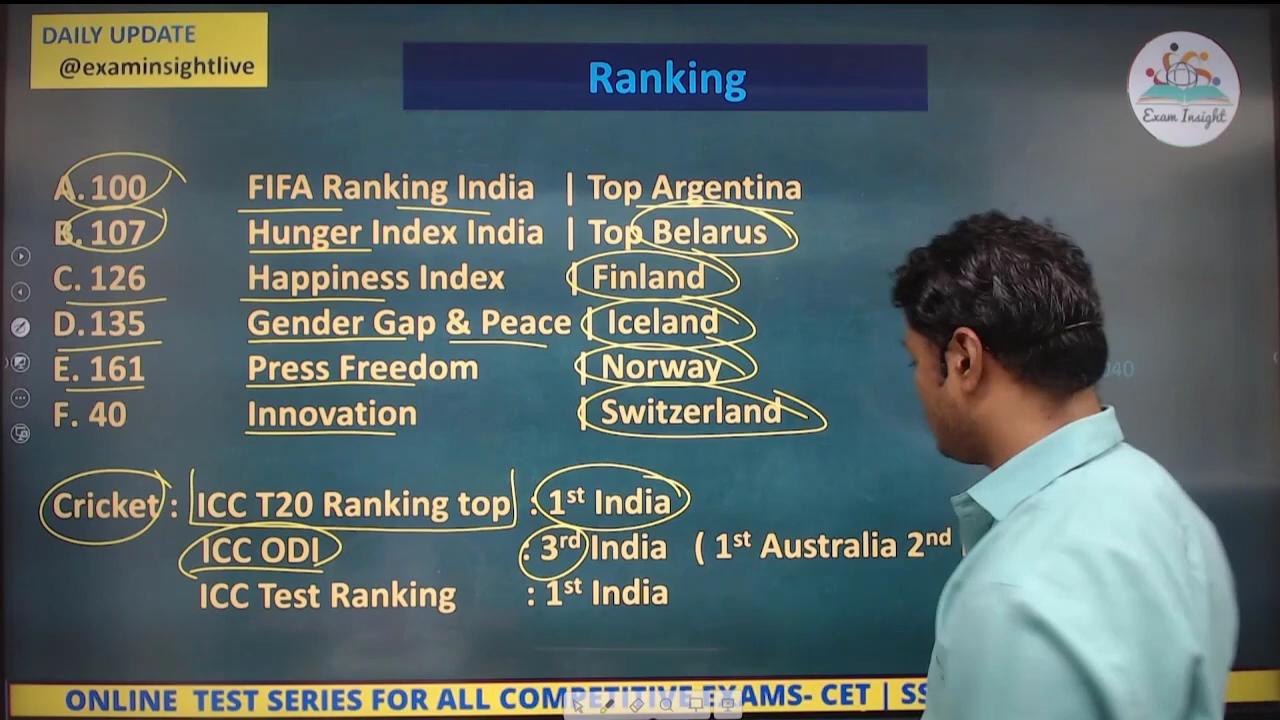 DAILY UPDATE
@examinsightlive
Ranking
Exam Insight
A. 100 FIFA Ranking India | Top Argentina
B. 107 Hunger Index India | Top Belarus
C. 126 Happiness Index | Finland
D.135 Gender Gap & Peace | Iceland
E. 161 Press Freedom | Norway
F. 40 Innovation | Switzerland
40
Cricket : ICC T20 Ranking top : 1st India
ICC ODI : 3rd India ( 1st Australia 2nd
ICC Test Ranking : 1st India
ONLINE TEST SERIES FOR ALL COMPETITIVE EXAMS- CET |